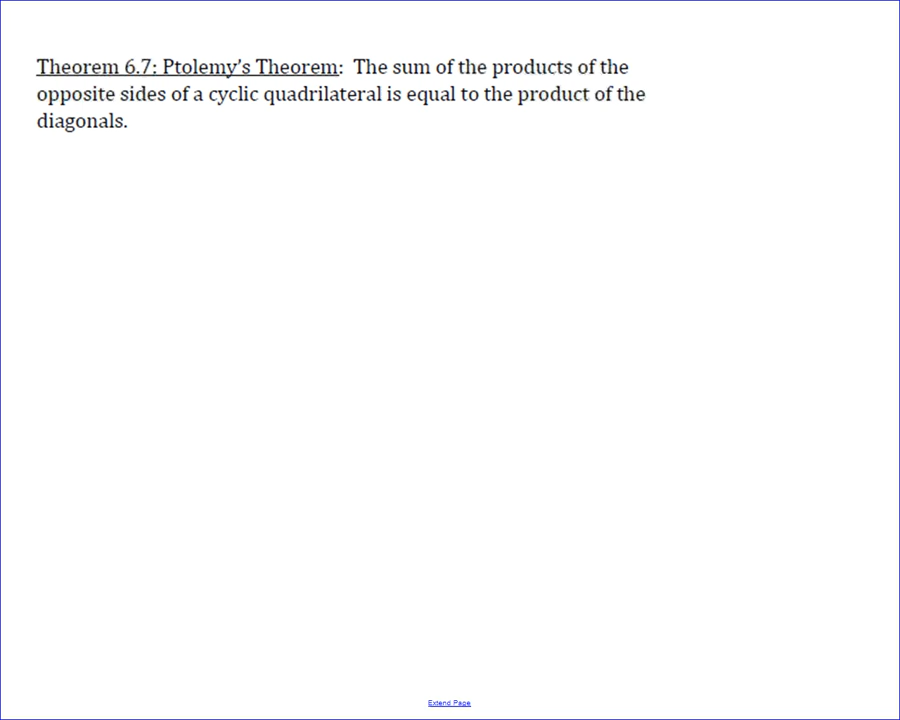 Theorem 6.7: Ptolemy's Theorem:  The sum of the products of the
opposite sides of a cyclic quadrilateral is equal to the product of the
diagonals.
Extend Page